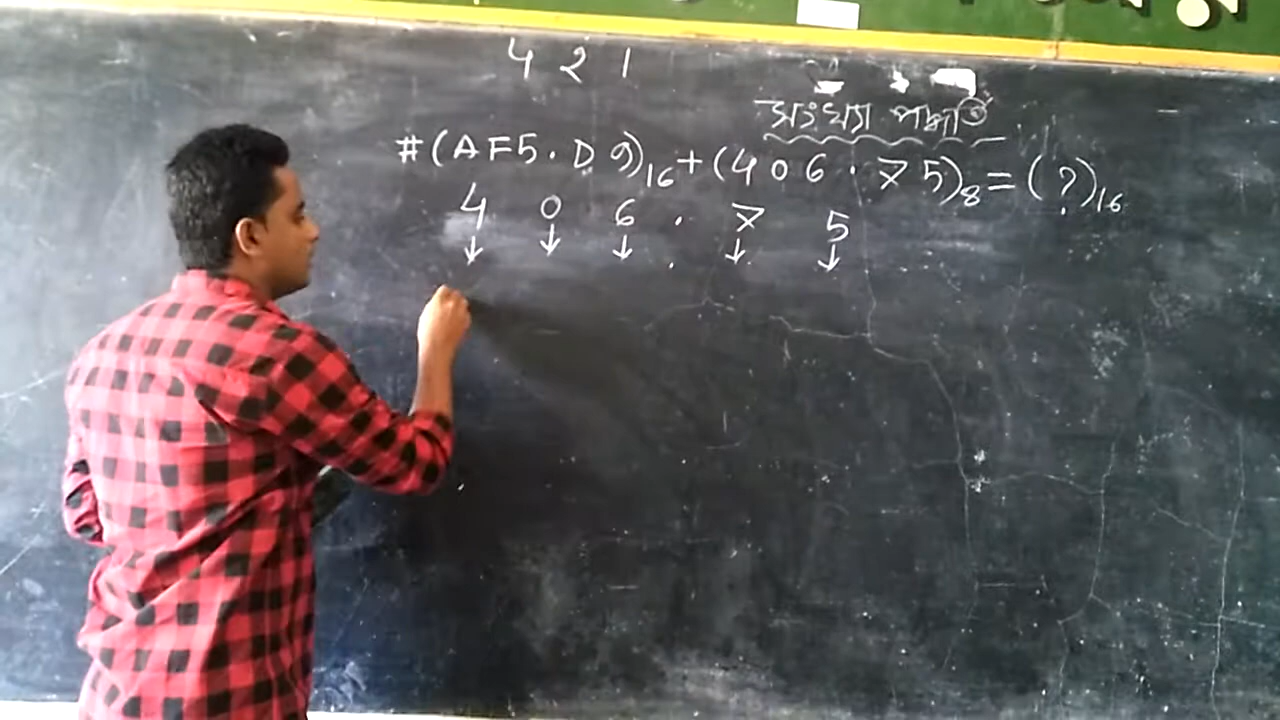 4 2 1
সংখ্যা পদ্ধতি
#(AF5.D9)₁₆+(406.75)₈=(?)₁₆
4 0 6 . 7 5
↓ ↓ ↓ . ↓ ↓